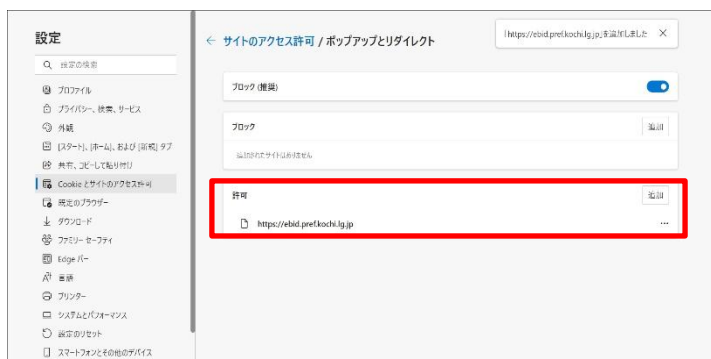 設定
設定の検索
プロファイル
プライバシー、検索、サービス
外観
[スタート]、[ホーム]、および [新規] タブ
共有、コピーして貼り付け
Cookie とサイトのアクセス許可
既定のブラウザー
ダウンロード
ファミリー セーフティ
Edge バー
言語
プリンター
システムとパフォーマンス
設定のリセット
スマートフォンとその他のデバイス
← サイトのアクセス許可 / ポップアップとリダイレクト
「https://ebid.pref.kochi.lg.jp」を追加しました ×
ブロック (推奨)
ブロック 追加
追加されたサイトはありません
許可 追加
https://ebid.pref.kochi.lg.jp ...